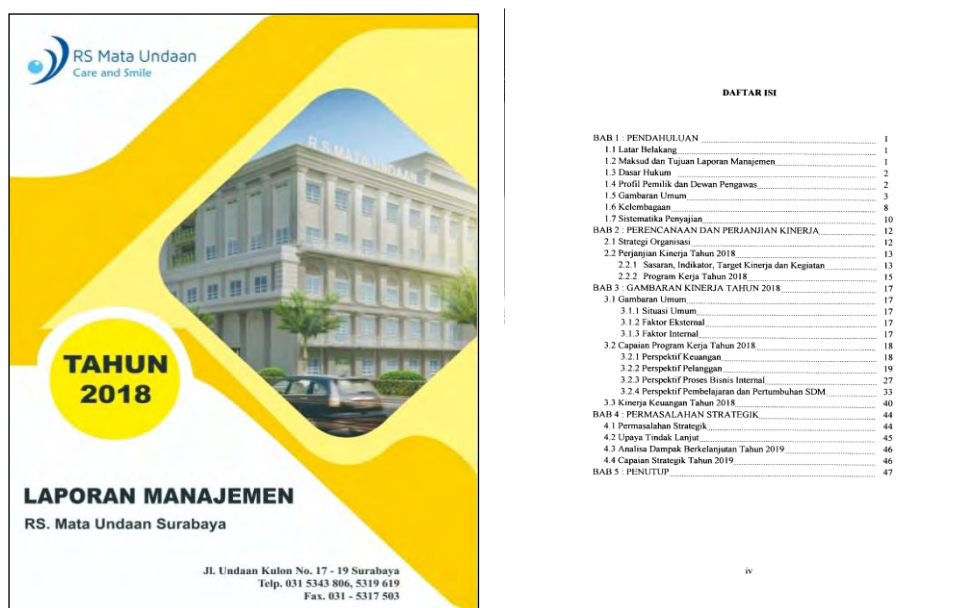 RS Mata Undaan
Care and Smile
R.S MATA UNDAAN
TAHUN
2018
LAPORAN MANAJEMEN
RS. Mata Undaan Surabaya
Jl. Undaan Kulon No. 17 - 19 Surabaya
Telp. 031 5343 806, 5319 619
Fax. 031 - 5317 503
DAFTAR ISI
BAB 1 : PENDAHULUAN 1
1.1 Latar Belakang 1
1.2 Maksud dan Tujuan Laporan Manajemen 1
1.3 Dasar Hukum 2
1.4 Profil Pemilik dan Dewan Pengawas 2
1.5 Gambaran Umum 3
1.6 Kelembagaan 8
1.7 Sistematika Penyajian 10
BAB 2 : PERENCANAAN DAN PERJANJIAN KINERJA 12
2.1 Strategi Organisasi 12
2.2 Perjanjian Kinerja Tahun 2018 13
2.2.1 Sasaran, Indikator, Target Kinerja dan Kegiatan 13
2.2.2 Program Kerja Tahun 2018 15
BAB 3 : GAMBARAN KINERJA TAHUN 2018 17
3.1 Gambaran Umum 17
3.1.1 Situasi Umum 17
3.1.2 Faktor Eksternal 17
3.1.3 Faktor Internal 17
3.2 Capaian Program Kerja Tahun 2018 18
3.2.1 Perspektif Keuangan 18
3.2.2 Perspektif Pelanggan 19
3.2.3 Perspektif Proses Bisnis Internal 27
3.2.4 Perspektif Pembelajaran dan Pertumbuhan SDM 33
3.3 Kinerja Keuangan Tahun 2018 40
BAB 4 : PERMASALAHAN STRATEGIK 44
4.1 Permasalahan Strategik 44
4.2 Upaya Tindak Lanjut 45
4.3 Analisa Dampak Berkelanjutan Tahun 2019 46
4.4 Capaian Strategik Tahun 2019 46
BAB 5 : PENUTUP 47
iv